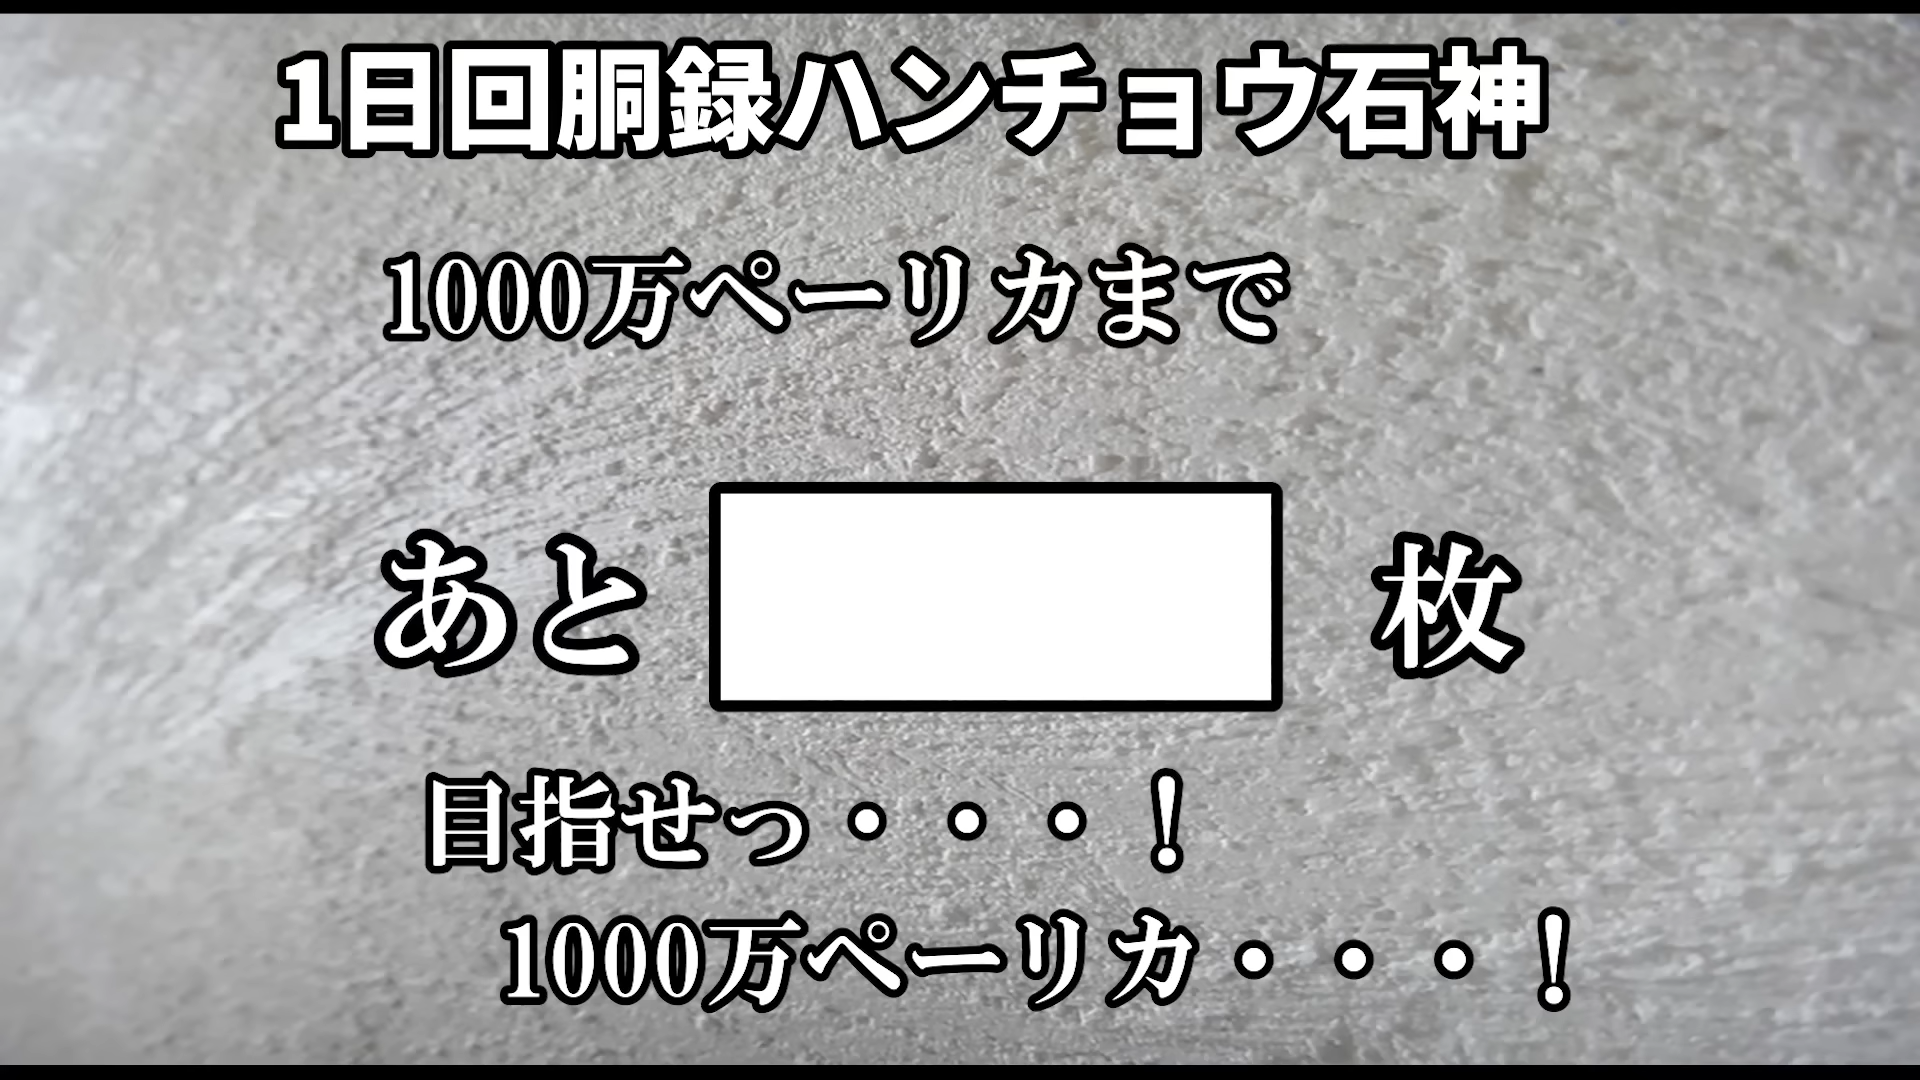 1日回胴録ハンチョウ石神
1000万ペーリカまで
あと 枚
目指せっ・・・！
1000万ペーリカ・・・！